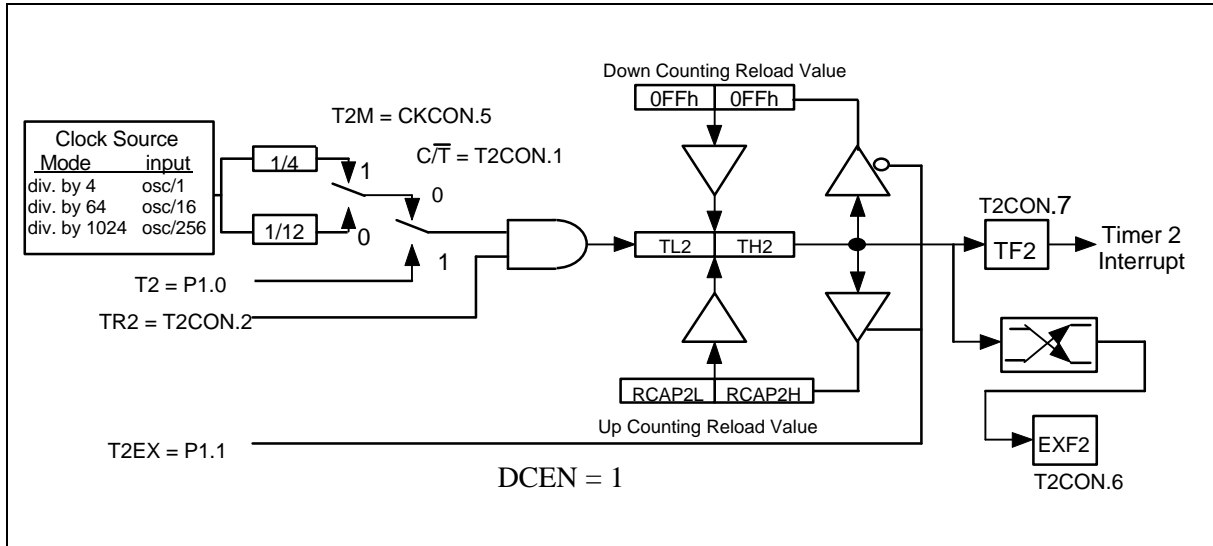 Down Counting Reload Value
0FFh 0FFh
T2M = CKCON.5
Clock Source
Mode input
div. by 4 osc/1
div. by 64 osc/16
div. by 1024 osc/256
1/4
1
C/T̅ = T2CON.1
0
1/12
0
1
T2 = P1.0
TR2 = T2CON.2
TL2 TH2
T2CON.7
TF2
Timer 2
Interrupt
RCAP2L RCAP2H
Up Counting Reload Value
T2EX = P1.1
EXF2
T2CON.6
DCEN = 1